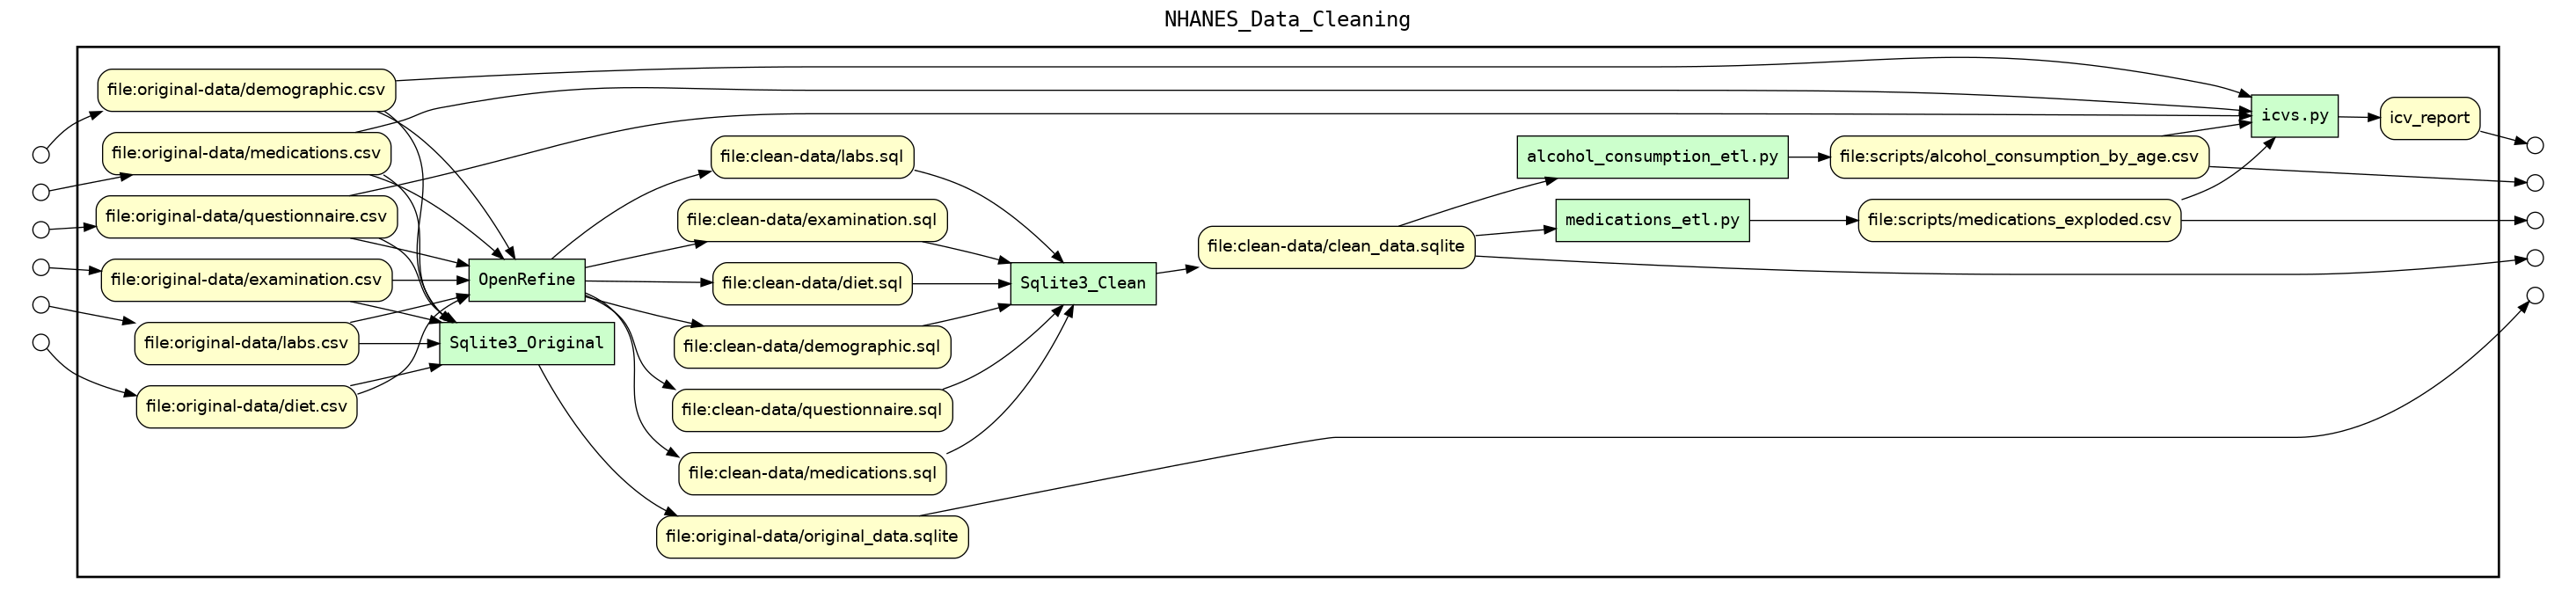 NHANES_Data_Cleaning
file:original-data/demographic.csv
file:original-data/medications.csv
file:original-data/questionnaire.csv
file:original-data/examination.csv
file:original-data/labs.csv
file:original-data/diet.csv
OpenRefine
Sqlite3_Original
file:clean-data/labs.sql
file:clean-data/examination.sql
file:clean-data/diet.sql
file:clean-data/demographic.sql
file:clean-data/questionnaire.sql
file:clean-data/medications.sql
file:original-data/original_data.sqlite
Sqlite3_Clean
file:clean-data/clean_data.sqlite
alcohol_consumption_etl.py
medications_etl.py
file:scripts/alcohol_consumption_by_age.csv
file:scripts/medications_exploded.csv
icvs.py
icv_report